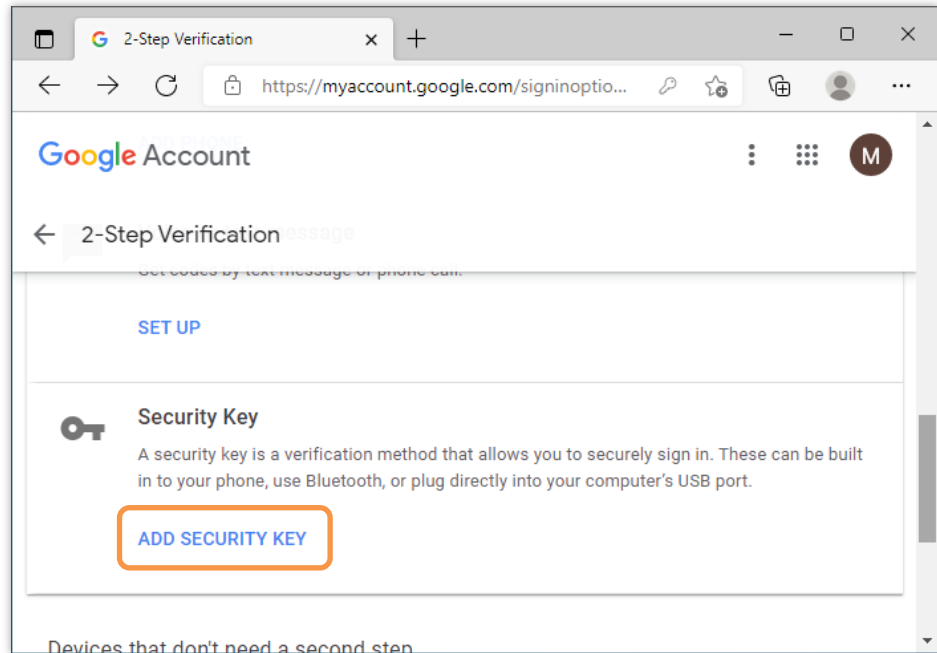 2-Step Verification
https://myaccount.google.com/signinoptio...
ADD PHONE
Google Account
M
2-Step Verification
message
Get codes by text message or phone call.
SET UP
Security Key
A security key is a verification method that allows you to securely sign in. These can be built
in to your phone, use Bluetooth, or plug directly into your computer's USB port.
ADD SECURITY KEY
Devices that don't need a second step